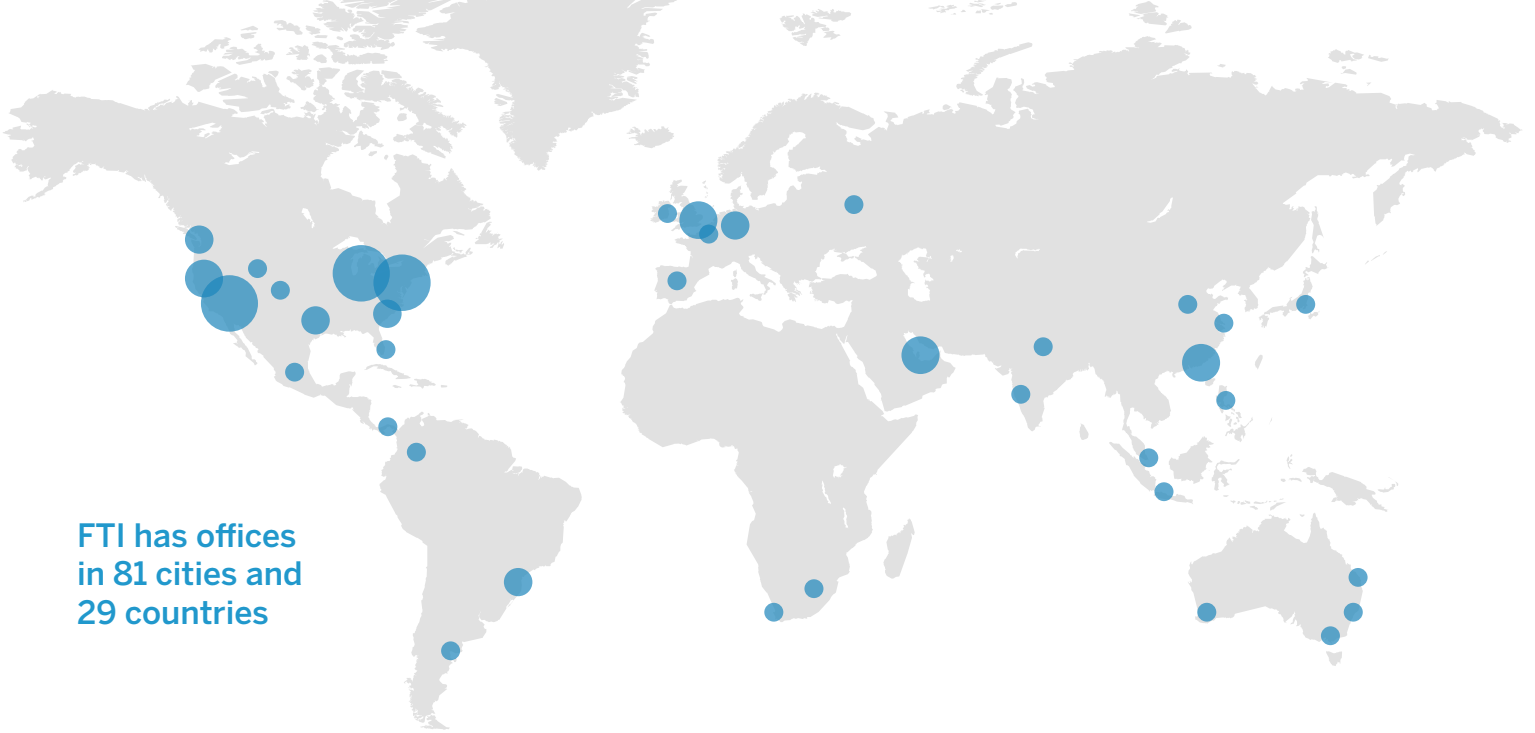 FTI has offices
in 81 cities and
29 countries